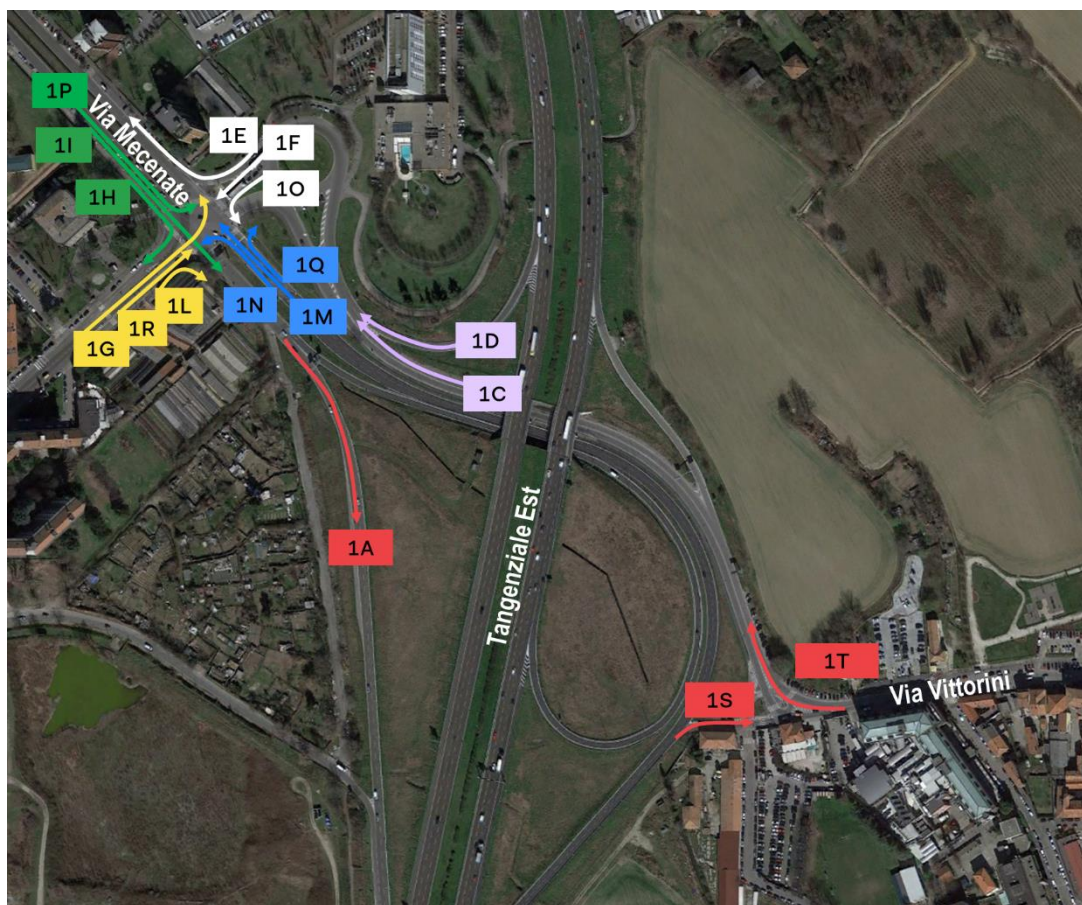 1P
Via Mecenate
1I
1E
1F
1H
1O
1Q
1L
1N
1M
1R
1G
1D
1C
1A
Tangenziale Est
1T
1S
Via Vittorini